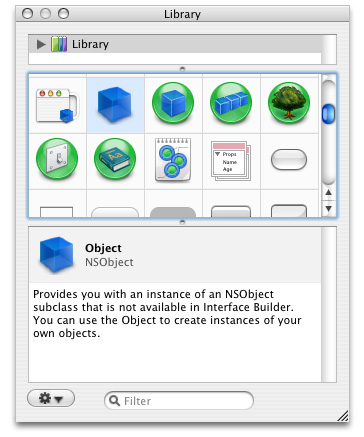 Library
Library
Props
Name
Age
Object
NSObject
Provides you with an instance of an NSObject
subclass that is not available in Interface Builder.
You can use the Object to create instances of your
own objects.
Filter